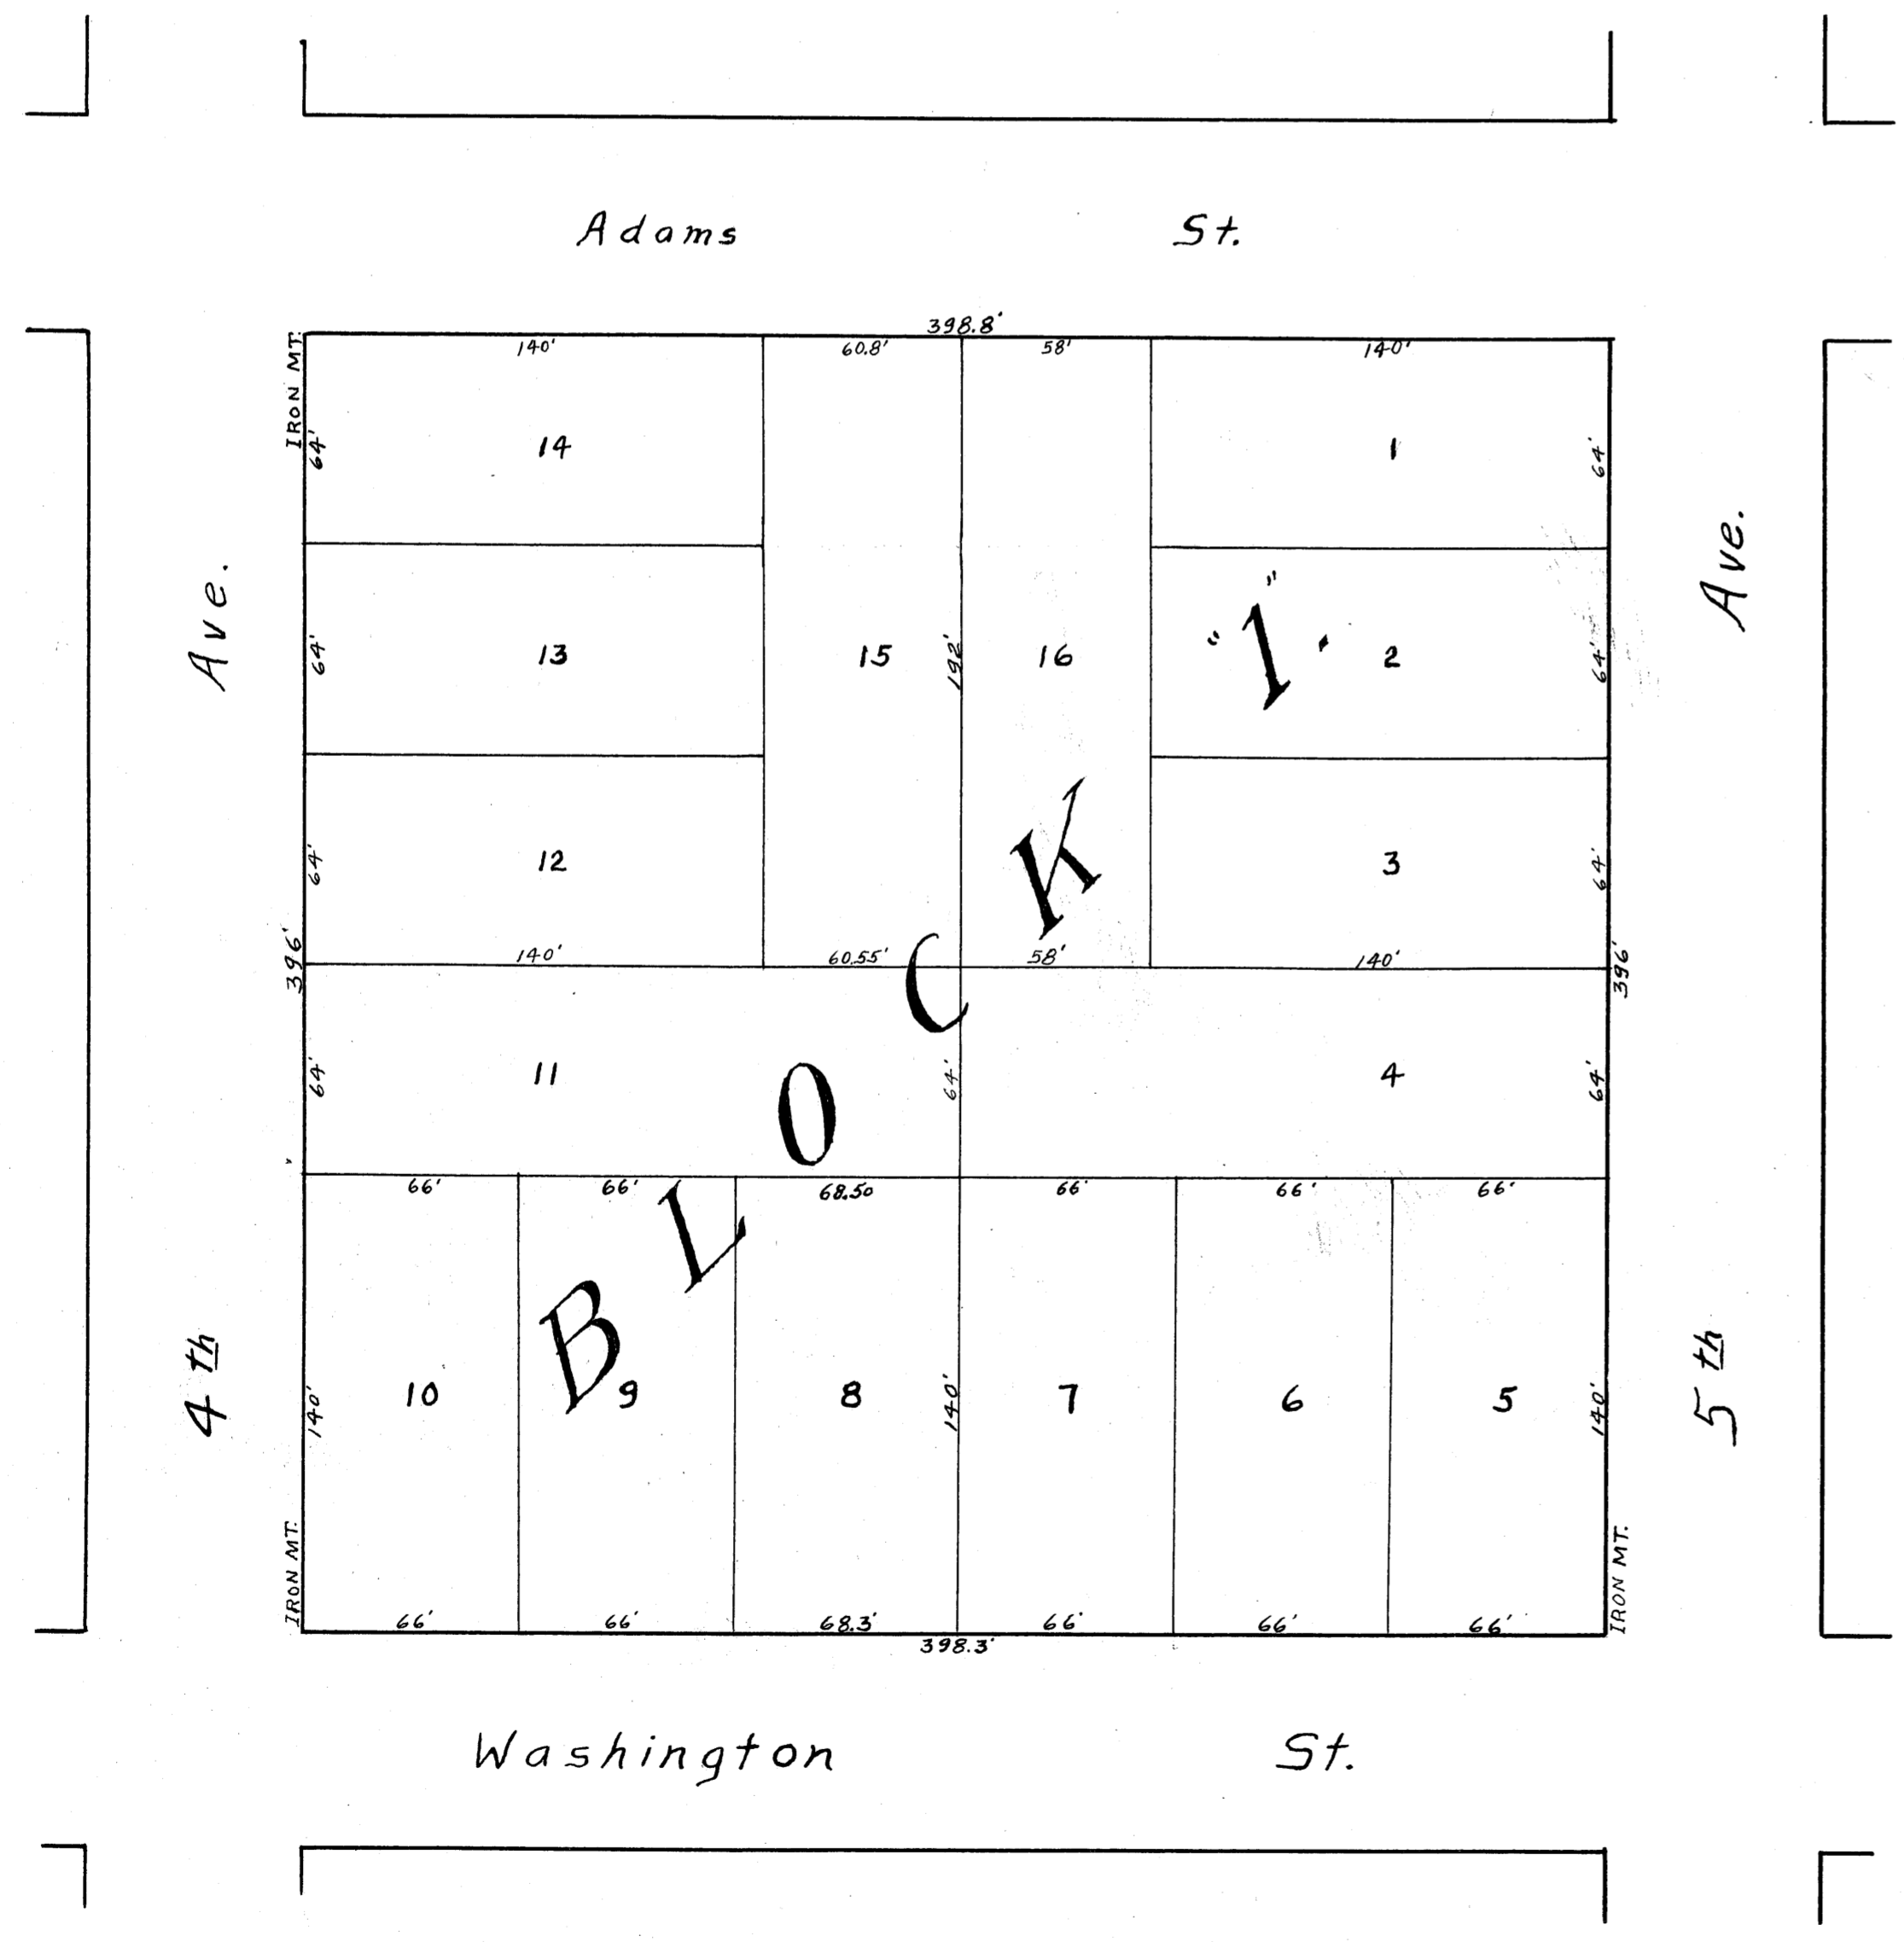 Adams St.
398.8'
140' 60.8' 58' 140'
IRON MT.
64' 14 1 64'
"1"
64' 13 15 192' 16 2 64'
64' 12 3 64'
140' 60.55' 58' 140'
396' 396'
64' 11 64' 4 64'
66' 66' 68.50 66' 66' 66'
BLOCK
140' 10 9 8 140' 7 6 5 140'
IRON MT. IRON MT.
66' 66' 68.3' 66' 66' 66'
398.3'
4th Ave.
5th Ave.
Washington St.